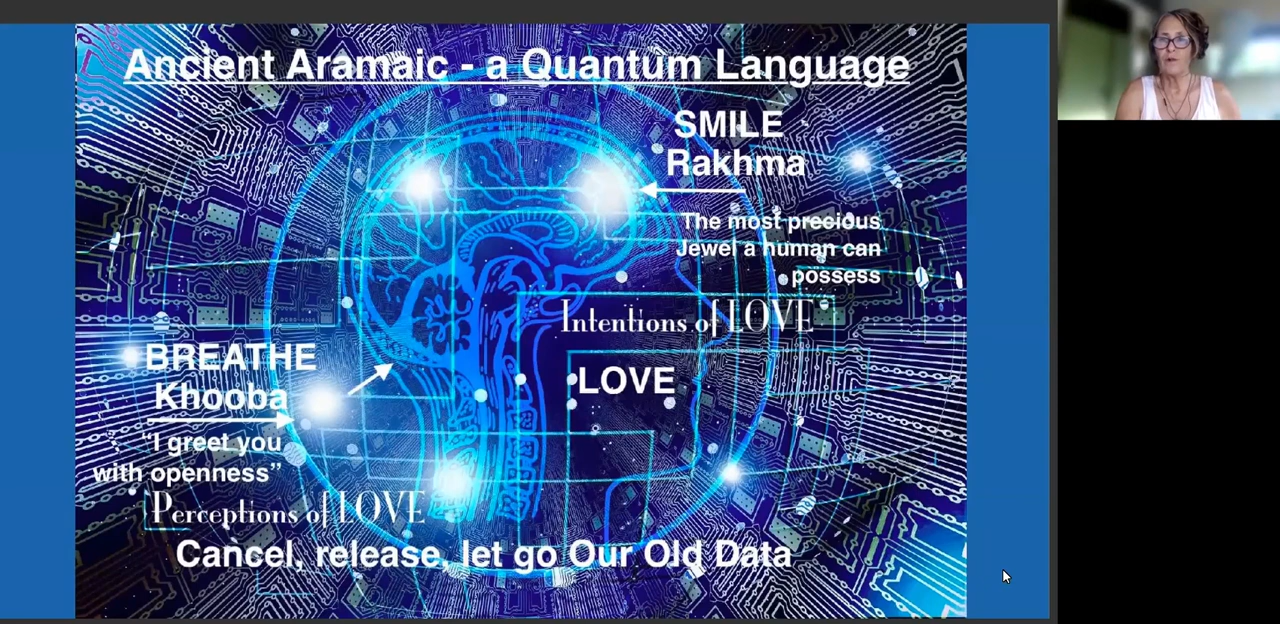 Ancient Aramaic - a Quantum Language
SMILE
Rakhma
The most precious
Jewel a human can
possess
Intentions of LOVE
LOVE
BREATHE
Khooba
“I greet you
with openness”
Perceptions of LOVE
Cancel, release, let go Our Old Data